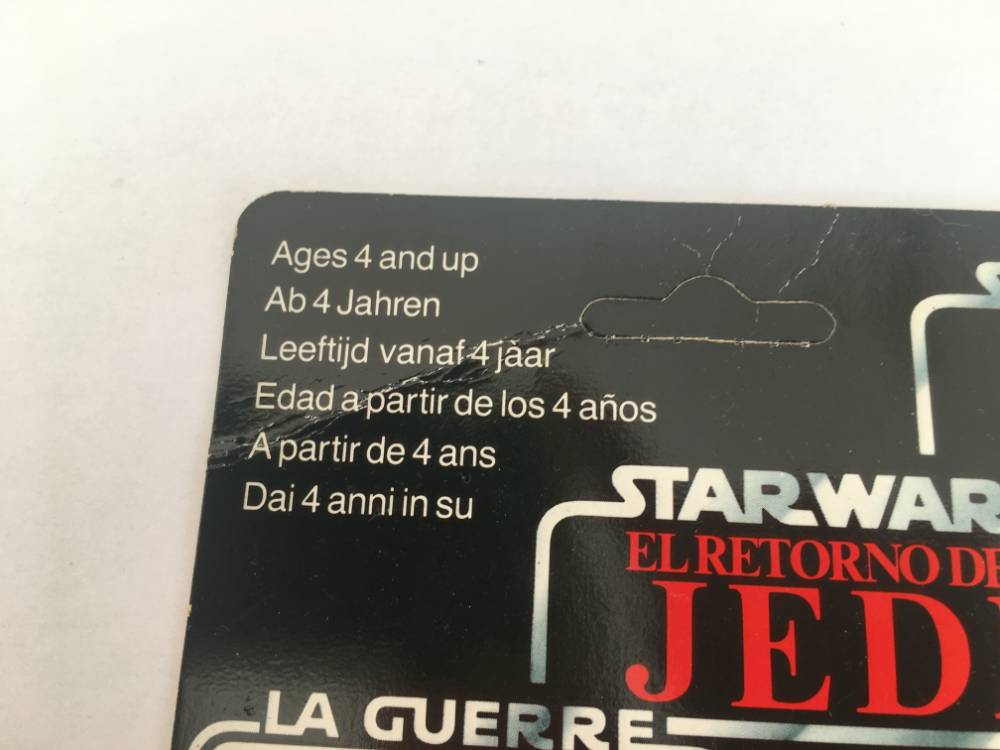 Ages 4 and up
Ab 4 Jahren
Leeftijd vanaf 4 jaar
Edad a partir de los 4 años
A partir de 4 ans
Dai 4 anni in su
STAR WAR
EL RETORNO DE
JEDI
LA GUERRE